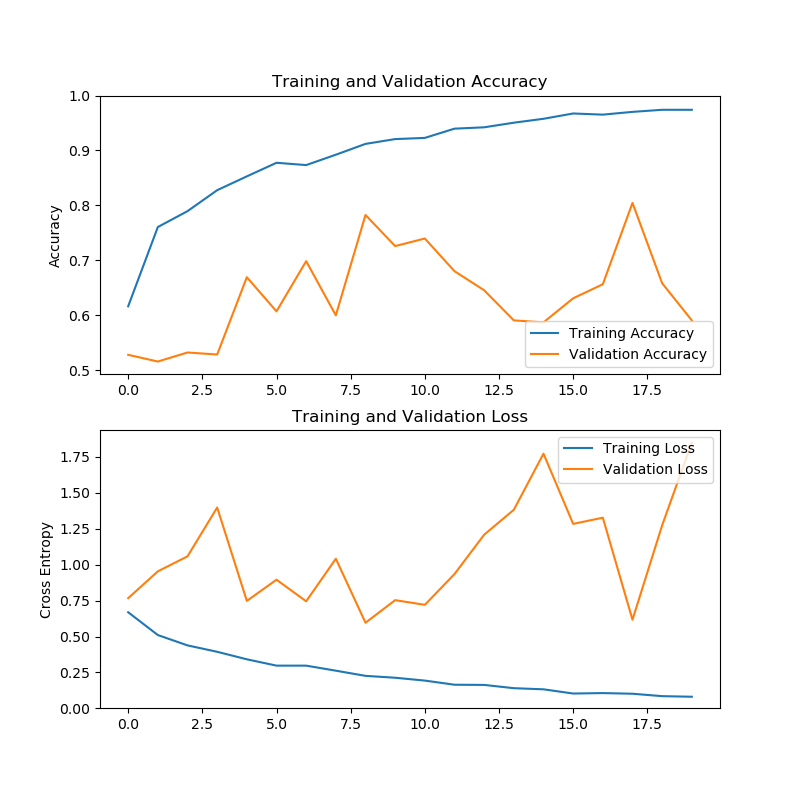 Training and Validation Accuracy
1.0
0.9
0.8
0.7
0.6
0.5
Accuracy
Training Accuracy
Validation Accuracy
0.0 2.5 5.0 7.5 10.0 12.5 15.0 17.5
Training and Validation Loss
1.75
1.50
1.25
1.00
0.75
0.50
0.25
0.00
Cross Entropy
Training Loss
Validation Loss
0.0 2.5 5.0 7.5 10.0 12.5 15.0 17.5